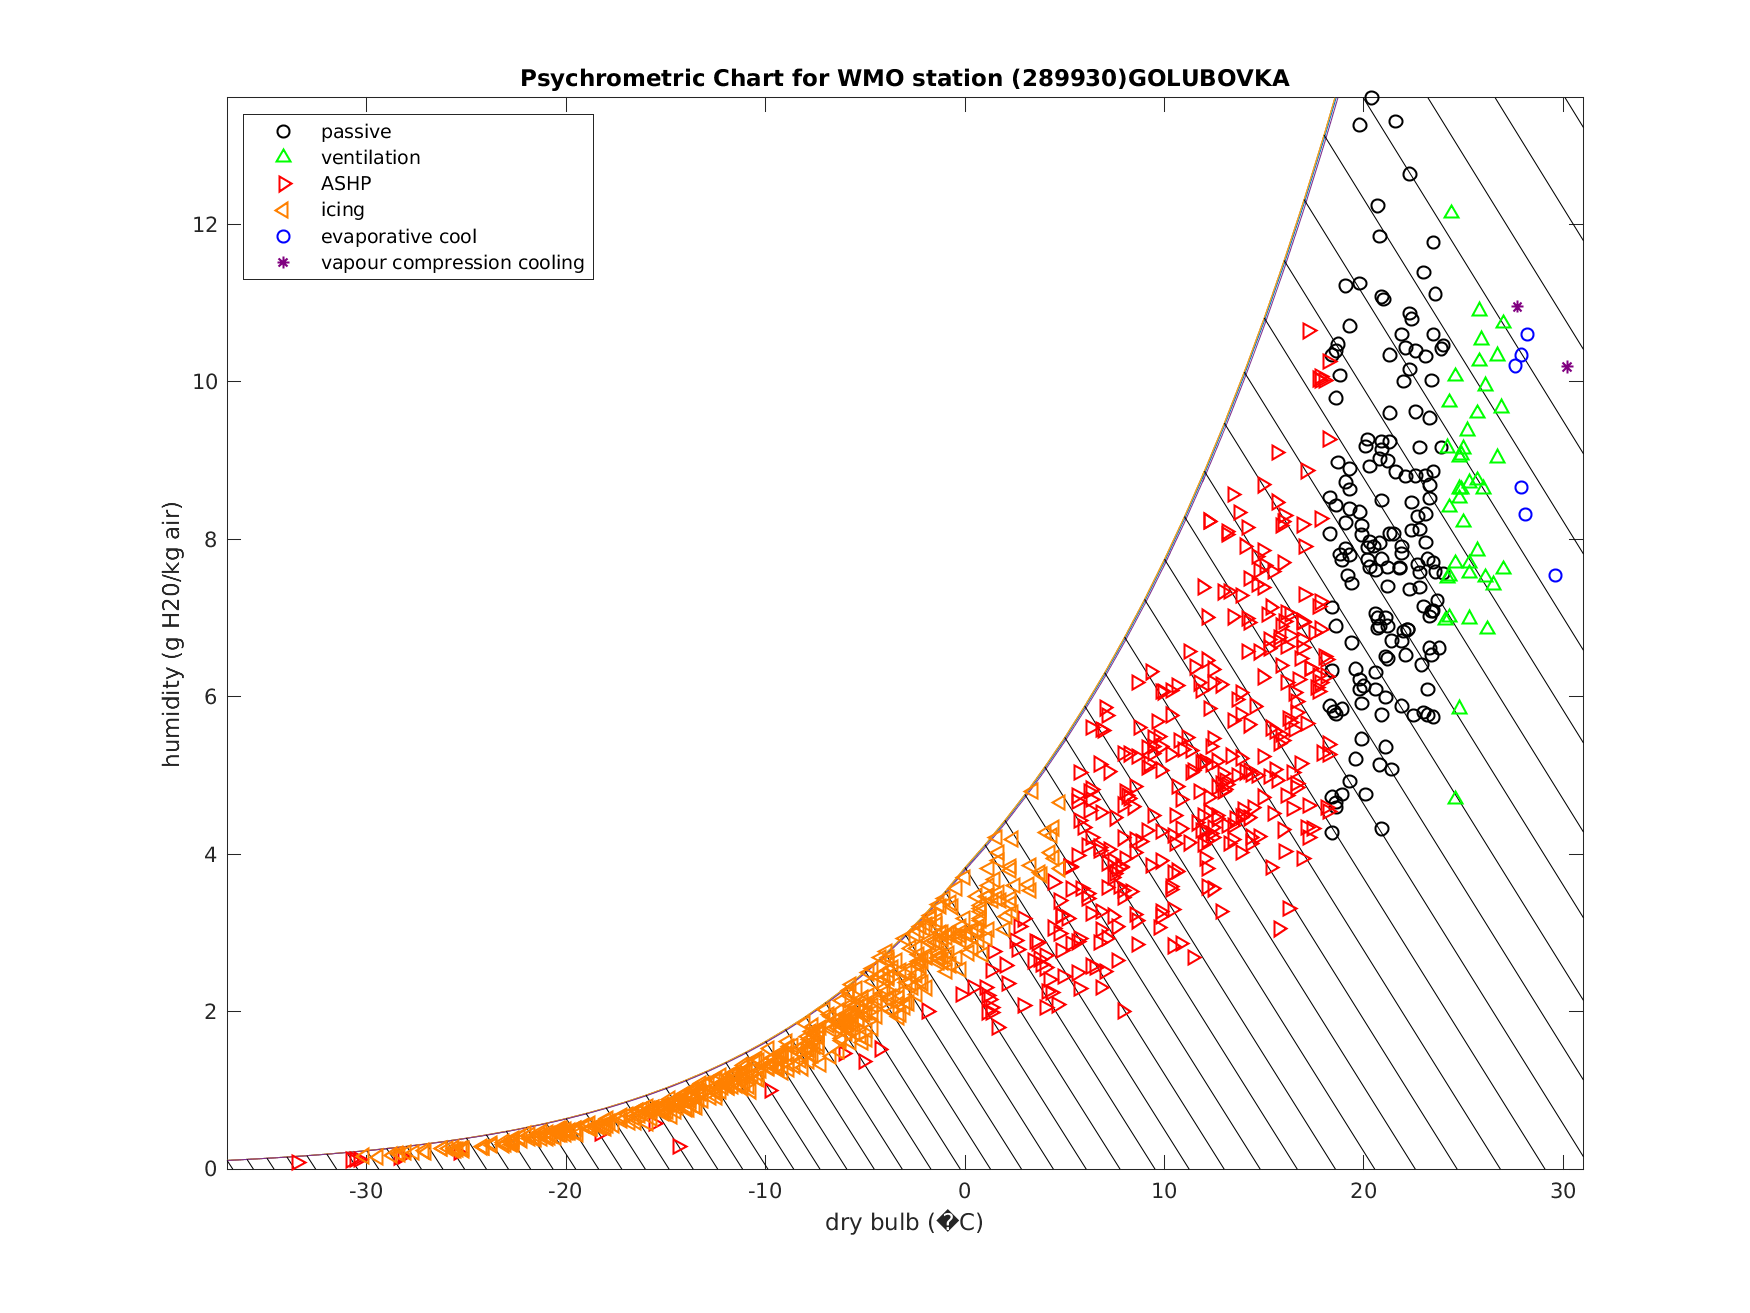 Psychrometric Chart for WMO station (289930)GOLUBOVKA
passive
ventilation
ASHP
icing
evaporative cool
vapour compression cooling
humidity (g H20/kg air)
12
10
8
6
4
2
0
-30 -20 -10 0 10 20 30
dry bulb (�C)